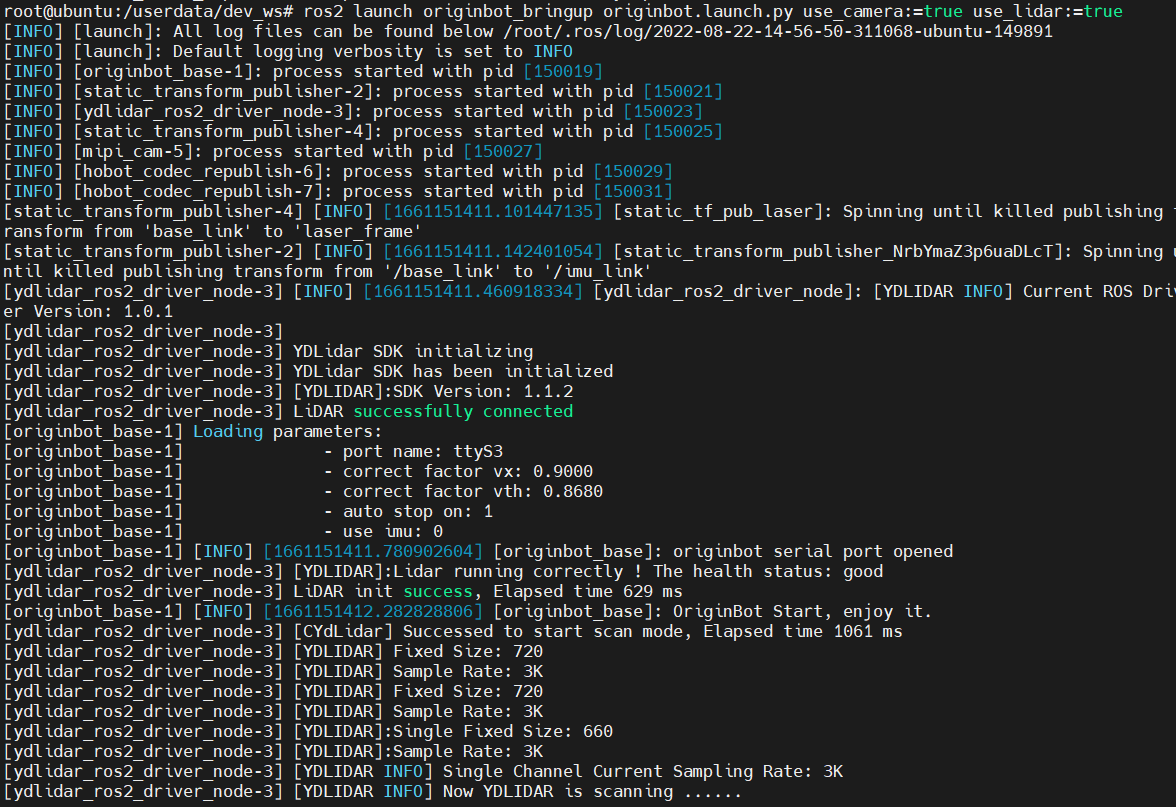 root@ubuntu:/userdata/dev_ws# ros2 launch originbot_bringup originbot.launch.py use_camera:=true use_lidar:=true
[INFO] [launch]: All log files can be found below /root/.ros/log/2022-08-22-14-56-50-311068-ubuntu-149891
[INFO] [launch]: Default logging verbosity is set to INFO
[INFO] [originbot_base-1]: process started with pid [150019]
[INFO] [static_transform_publisher-2]: process started with pid [150021]
[INFO] [ydlidar_ros2_driver_node-3]: process started with pid [150023]
[INFO] [static_transform_publisher-4]: process started with pid [150025]
[INFO] [mipi_cam-5]: process started with pid [150027]
[INFO] [hobot_codec_republish-6]: process started with pid [150029]
[INFO] [hobot_codec_republish-7]: process started with pid [150031]
[static_transform_publisher-4] [INFO] [1661151411.101447135] [static_tf_pub_laser]: Spinning until killed publishing t
ransform from 'base_link' to 'laser_frame'
[static_transform_publisher-2] [INFO] [1661151411.142401054] [static_transform_publisher_NrbYmaZ3p6uaDLcT]: Spinning u
ntil killed publishing transform from '/base_link' to '/imu_link'
[ydlidar_ros2_driver_node-3] [INFO] [1661151411.460918334] [ydlidar_ros2_driver_node]: [YDLIDAR INFO] Current ROS Driv
er Version: 1.0.1
[ydlidar_ros2_driver_node-3]
[ydlidar_ros2_driver_node-3] YDLidar SDK initializing
[ydlidar_ros2_driver_node-3] YDLidar SDK has been initialized
[ydlidar_ros2_driver_node-3] [YDLIDAR]:SDK Version: 1.1.2
[ydlidar_ros2_driver_node-3] LiDAR successfully connected
[originbot_base-1] Loading parameters:
[originbot_base-1]              - port name: ttyS3
[originbot_base-1]              - correct factor vx: 0.9000
[originbot_base-1]              - correct factor vth: 0.8680
[originbot_base-1]              - auto stop on: 1
[originbot_base-1]              - use imu: 0
[originbot_base-1] [INFO] [1661151411.780902604] [originbot_base]: originbot serial port opened
[ydlidar_ros2_driver_node-3] [YDLIDAR]:Lidar running correctly ! The health status: good
[ydlidar_ros2_driver_node-3] LiDAR init success, Elapsed time 629 ms
[originbot_base-1] [INFO] [1661151412.282828806] [originbot_base]: OriginBot Start, enjoy it.
[ydlidar_ros2_driver_node-3] [CYdLidar] Successed to start scan mode, Elapsed time 1061 ms
[ydlidar_ros2_driver_node-3] [YDLIDAR] Fixed Size: 720
[ydlidar_ros2_driver_node-3] [YDLIDAR] Sample Rate: 3K
[ydlidar_ros2_driver_node-3] [YDLIDAR] Fixed Size: 720
[ydlidar_ros2_driver_node-3] [YDLIDAR] Sample Rate: 3K
[ydlidar_ros2_driver_node-3] [YDLIDAR]:Single Fixed Size: 660
[ydlidar_ros2_driver_node-3] [YDLIDAR]:Sample Rate: 3K
[ydlidar_ros2_driver_node-3] [YDLIDAR INFO] Single Channel Current Sampling Rate: 3K
[ydlidar_ros2_driver_node-3] [YDLIDAR INFO] Now YDLIDAR is scanning ......